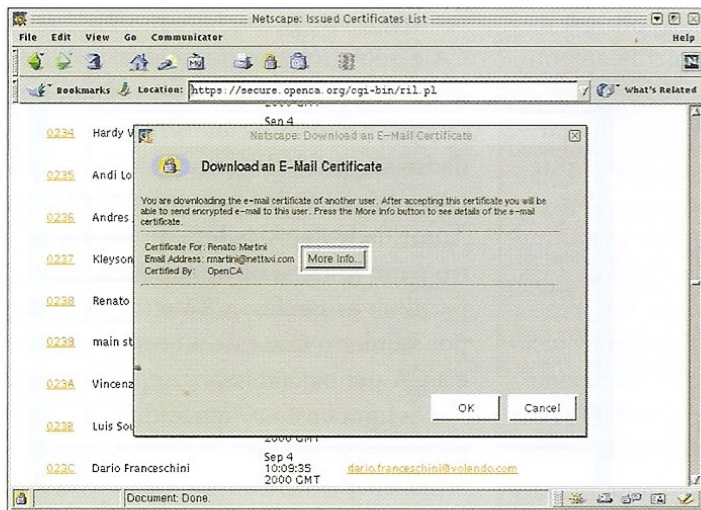 Netscape: Issued Certificates List
File Edit View Go Communicator Help
Bookmarks Location: https://secure.openca.org/cgi-bin/ril.pl What's Related
Sep 4
0234 Hardy
0235 Andi Lo
0236 Andres
0237 Kleyson
0238 Renato
0239 main st
023A Vincenz
023B Luis Sou
2000 GMT
023C Dario Franceschini Sep 4 10:09:35 2000 GMT dario.franceschini@volendo.com
Netscape: Download an E-Mail Certificate
Download an E-Mail Certificate
You are downloading the e-mail certificate of another user. After accepting this certificate you will be
able to send encrypted e-mail to this user. Press the More Info button to see details of the e-mail
certificate.
Certificate For: Renato Martini
Email Address: rmartini@nettaxi.com More Info...
Certified By: OpenCA
OK Cancel
Document: Done.